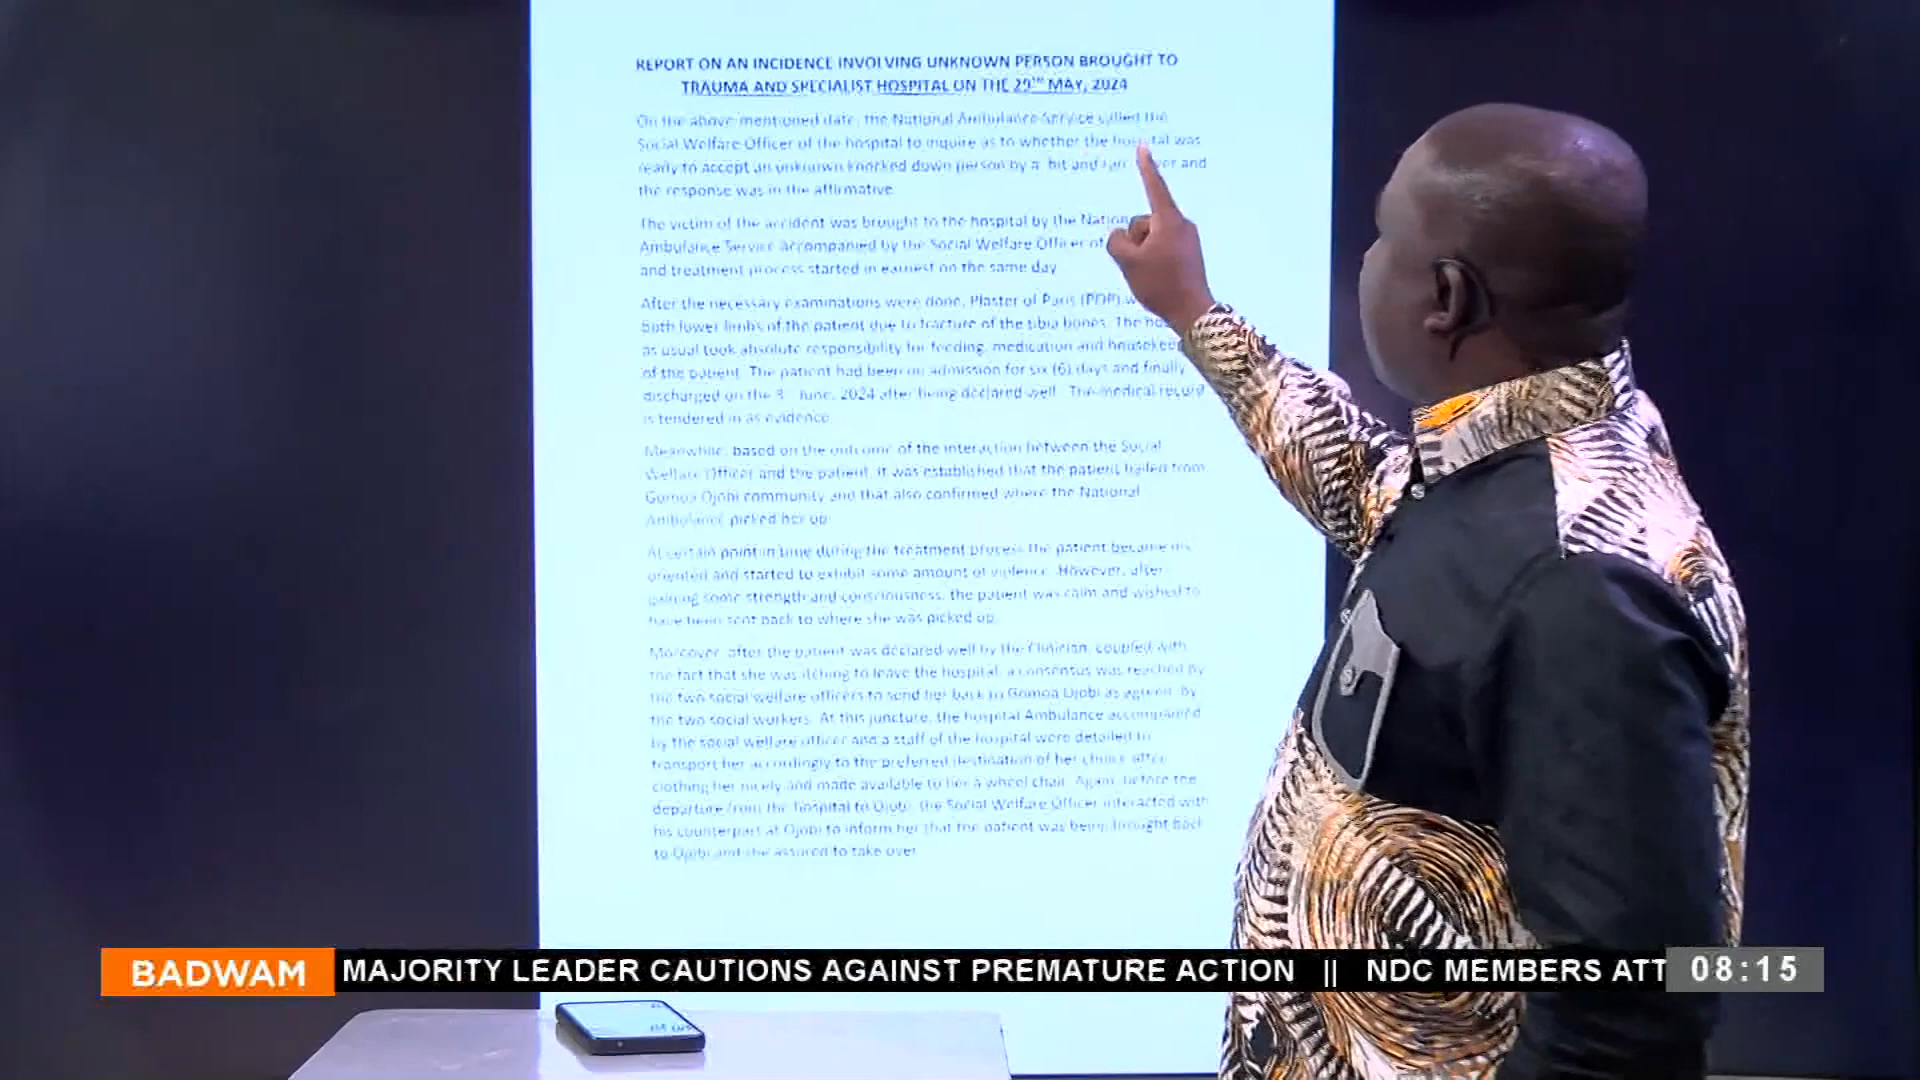 REPORT ON AN INCIDENCE INVOLVING UNKNOWN PERSON BROUGHT TO
TRAUMA AND SPECIALIST HOSPITAL ON THE 29TH MAY, 2024
On the above mentioned date, the National Ambulance Service called the
Social Welfare Officer of the hospital to inquire as to whether the hospital was
ready to accept an unknown knocked down person by a hit and run and
the response was in the affirmative.
The victim of the accident was brought to the hospital by the
Ambulance Service accompanied by the Social Welfare Officer of
and treatment process started in earnest on the same day.
After the necessary examinations were done, Plaster of Paris (POP)
both lower limbs of the patient due to fracture of the tibia bones. The
as usual took absolute responsibility for feeding, medication and
of the patient. The patient had been on admission for six (6) days and finally
discharged on the 3 June, 2024 after being declared well. The medical record
is tendered in as evidence.
Meanwhile, based on the outcome of the interaction between the Social
Welfare Officer and the patient, it was established that the patient hailed from
Gomoa Ojobi community and that also confirmed where the National
Ambulance picked her up.
At certain point in time during the treatment process the patient became dis
oriented and started to exhibit some amount of violence. However, after
gaining some strength and consciousness, the patient was calm and wished to
have been sent back to where she was picked up.
Moreover, after the patient was declared well by the Clinician, coupled with
the fact that she was itching to leave the hospital, a consensus was reached by
the two social welfare officers to send her back to Gomoa Ojobi as agreed by
the two social workers. At this juncture, the hospital Ambulance accompanied
by the social welfare officer and a staff of the hospital were detailed to
transport her accordingly to the preferred destination of her choice after
clothing her nicely and made available to her a wheel chair. Again, before the
departure from the hospital to Ojobi, the Social Welfare Officer interacted with
his counterpart at Ojobi to inform her that the patient was being brought back
to Ojobi and she assured to take over.
BADWAM MAJORITY LEADER CAUTIONS AGAINST PREMATURE ACTION || NDC MEMBERS ATT 08:15